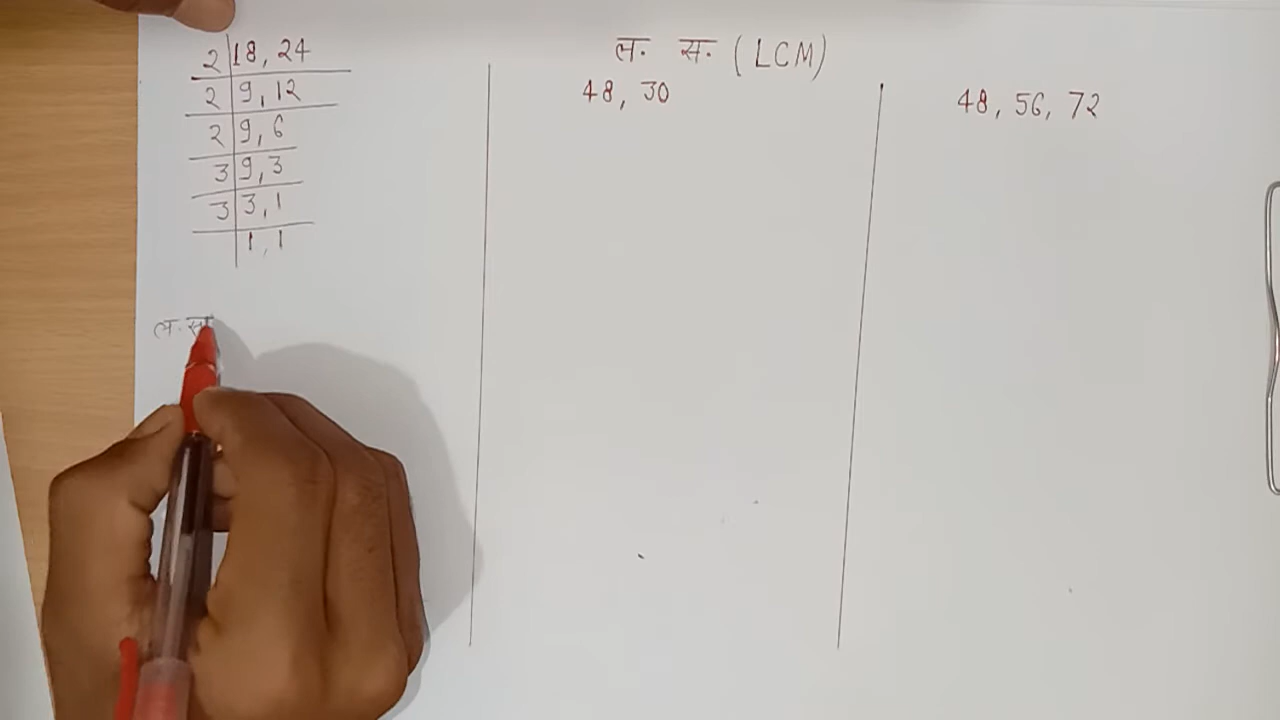 ल. स. (LCM)
2 | 18, 24
2 | 9, 12
2 | 9, 6
3 | 9, 3
3 | 3, 1
1, 1
ल. स
48, 30
48, 56, 72